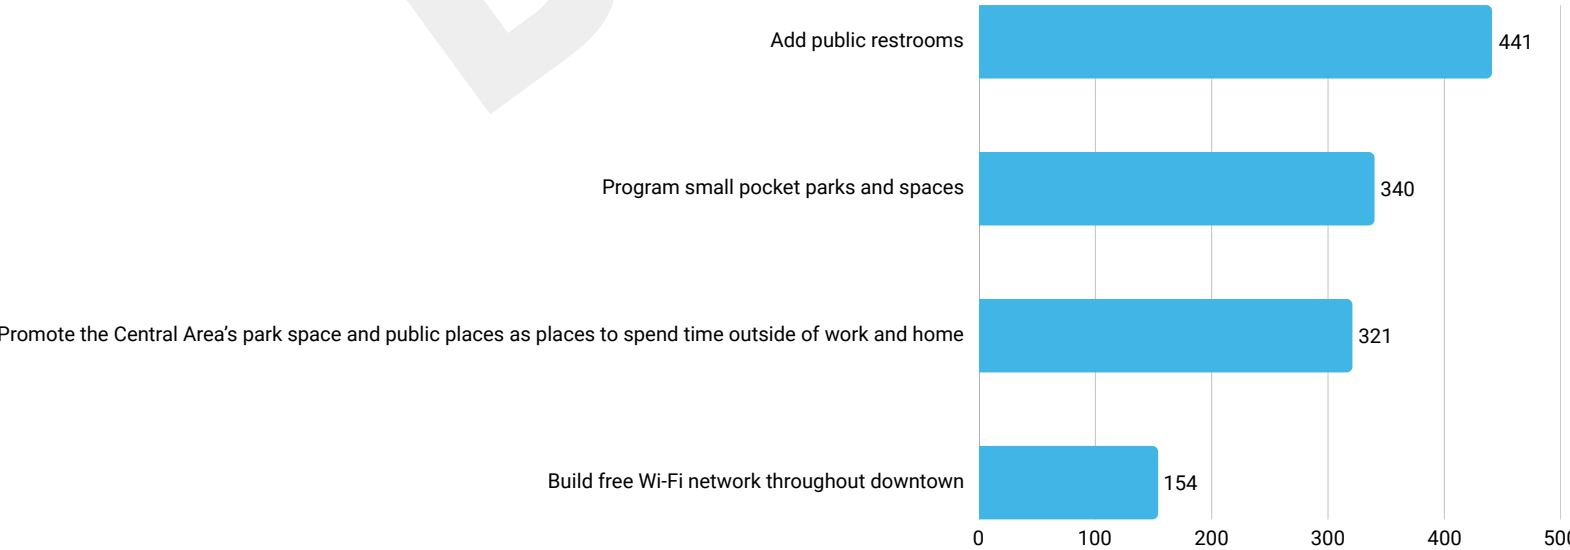 Add public restrooms
441
Program small pocket parks and spaces
340
Promote the Central Area’s park space and public places as places to spend time outside of work and home
321
Build free Wi-Fi network throughout downtown
154
0 100 200 300 400 500